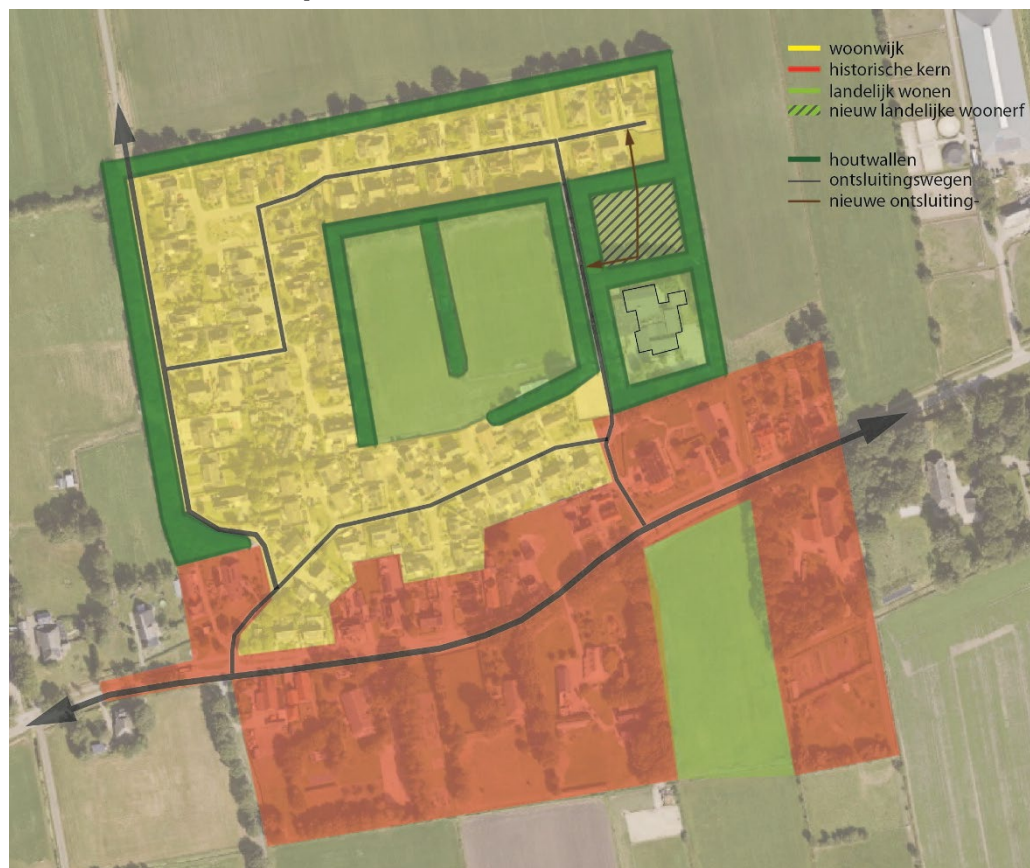 woonwijk
historische kern
landelijk wonen
nieuw landelijke woonerf
houtwallen
ontsluitingswegen
nieuwe ontsluiting-